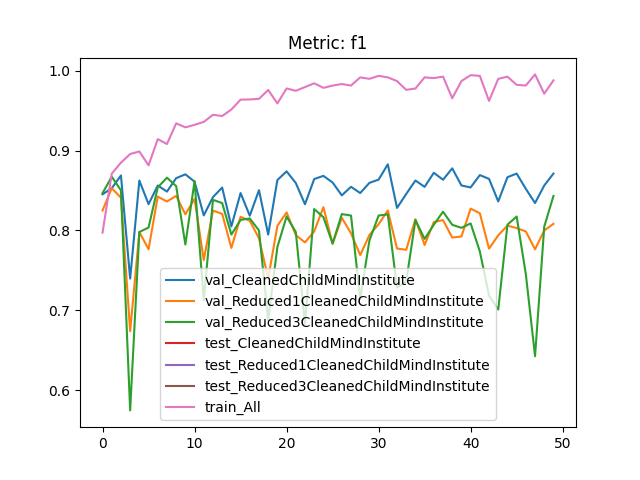 Metric: f1
1.0
0.9
0.8
0.7
0.6
val_CleanedChildMindInstitute
val_Reduced1CleanedChildMindInstitute
val_Reduced3CleanedChildMindInstitute
test_CleanedChildMindInstitute
test_Reduced1CleanedChildMindInstitute
test_Reduced3CleanedChildMindInstitute
train_All
0 10 20 30 40 50